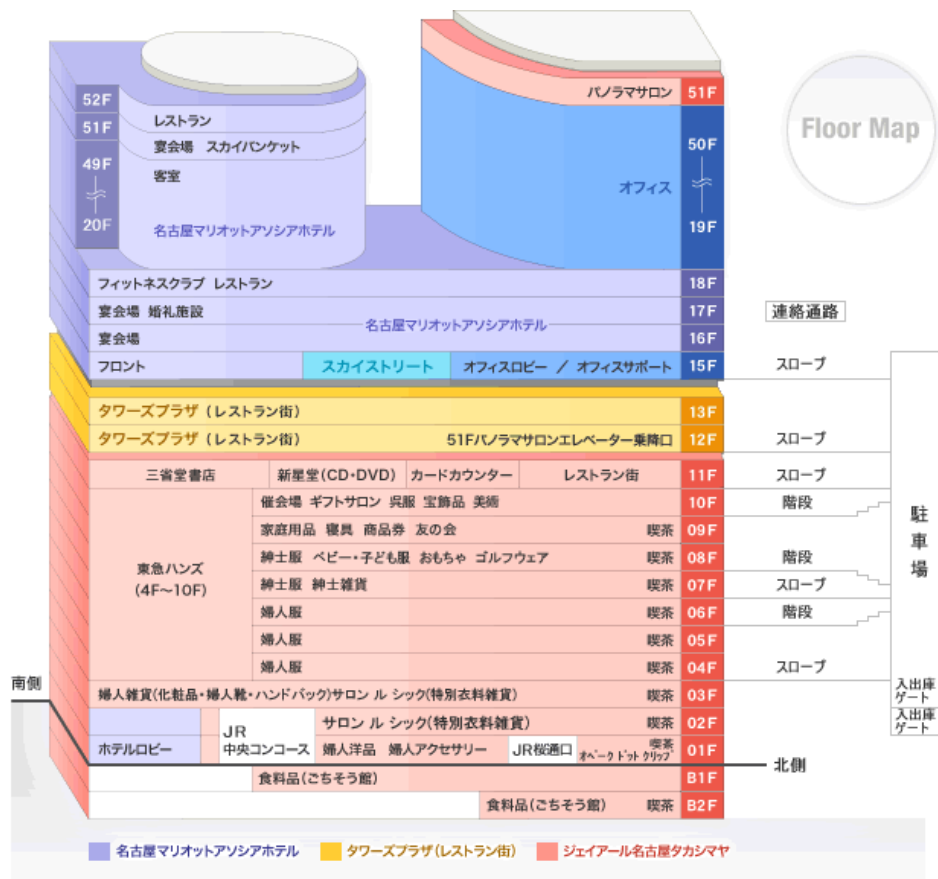 52F
レストラン
51F
宴会場 スカイバンケット
49F
客室
20F
名古屋マリオットアソシアホテル
パノラマサロン 51F
50F
オフィス
19F
Floor Map
フィットネスクラブ レストラン 18F
宴会場 婚礼施設 17F
名古屋マリオットアソシアホテル
宴会場 16F
連絡通路
フロント スカイストリート オフィスロビー / オフィスサポート 15F スロープ
タワーズプラザ (レストラン街) 13F
タワーズプラザ (レストラン街) 51Fパノラマサロンエレベーター乗降口 12F スロープ
三省堂書店 新星堂(CD・DVD) カードカウンター レストラン街 11F スロープ
催会場 ギフトサロン 呉服 宝飾品 美術 10F 階段
家庭用品 寝具 商品券 友の会 喫茶 09F
紳士服 ベビー・子ども服 おもちゃ ゴルフウェア 喫茶 08F 階段
東急ハンズ
(4F〜10F)
紳士服 紳士雑貨 喫茶 07F スロープ
婦人服 喫茶 06F 階段
婦人服 喫茶 05F
婦人服 喫茶 04F スロープ
駐車場
南側
婦人雑貨(化粧品・婦人靴・ハンドバック)サロン ル シック(特別衣料雑貨) 喫茶 03F
入出庫
ゲート
サロン ル シック(特別衣料雑貨) 喫茶 02F
入出庫
ゲート
ホテルロビー
JR
中央コンコース
婦人洋品 婦人アクセサリー JR桜通口
喫茶
オペーク ドット クリップ
01F
北側
食料品(ごちそう館) B1F
食料品(ごちそう館) 喫茶 B2F
名古屋マリオットアソシアホテル タワーズプラザ(レストラン街) ジェイアール名古屋タカシマヤ